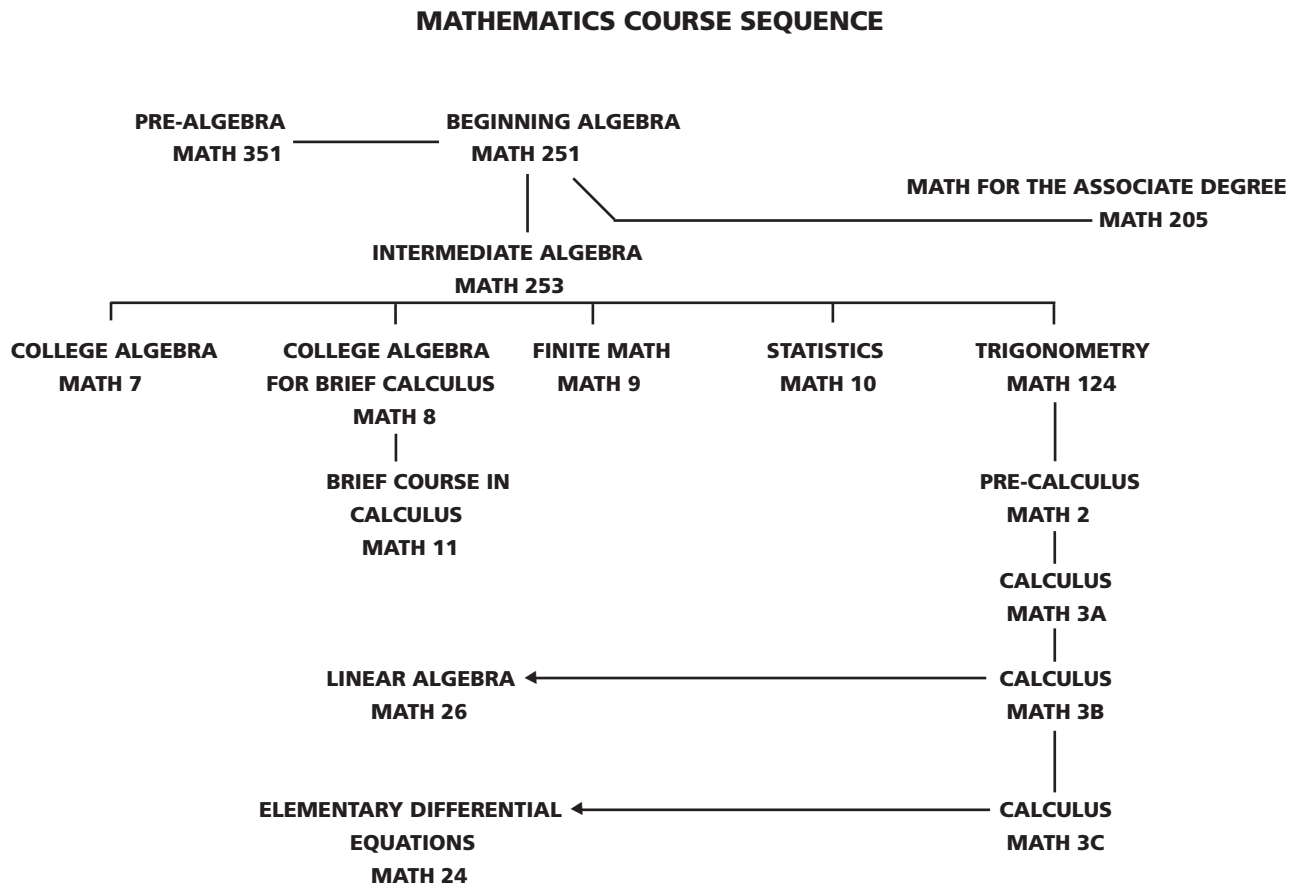 MATHEMATICS COURSE SEQUENCE
PRE-ALGEBRA
MATH 351
BEGINNING ALGEBRA
MATH 251
MATH FOR THE ASSOCIATE DEGREE
MATH 205
INTERMEDIATE ALGEBRA
MATH 253
COLLEGE ALGEBRA
MATH 7
COLLEGE ALGEBRA
FOR BRIEF CALCULUS
MATH 8
FINITE MATH
MATH 9
STATISTICS
MATH 10
TRIGONOMETRY
MATH 124
BRIEF COURSE IN
CALCULUS
MATH 11
PRE-CALCULUS
MATH 2
CALCULUS
MATH 3A
LINEAR ALGEBRA
MATH 26
CALCULUS
MATH 3B
ELEMENTARY DIFFERENTIAL
EQUATIONS
MATH 24
CALCULUS
MATH 3C